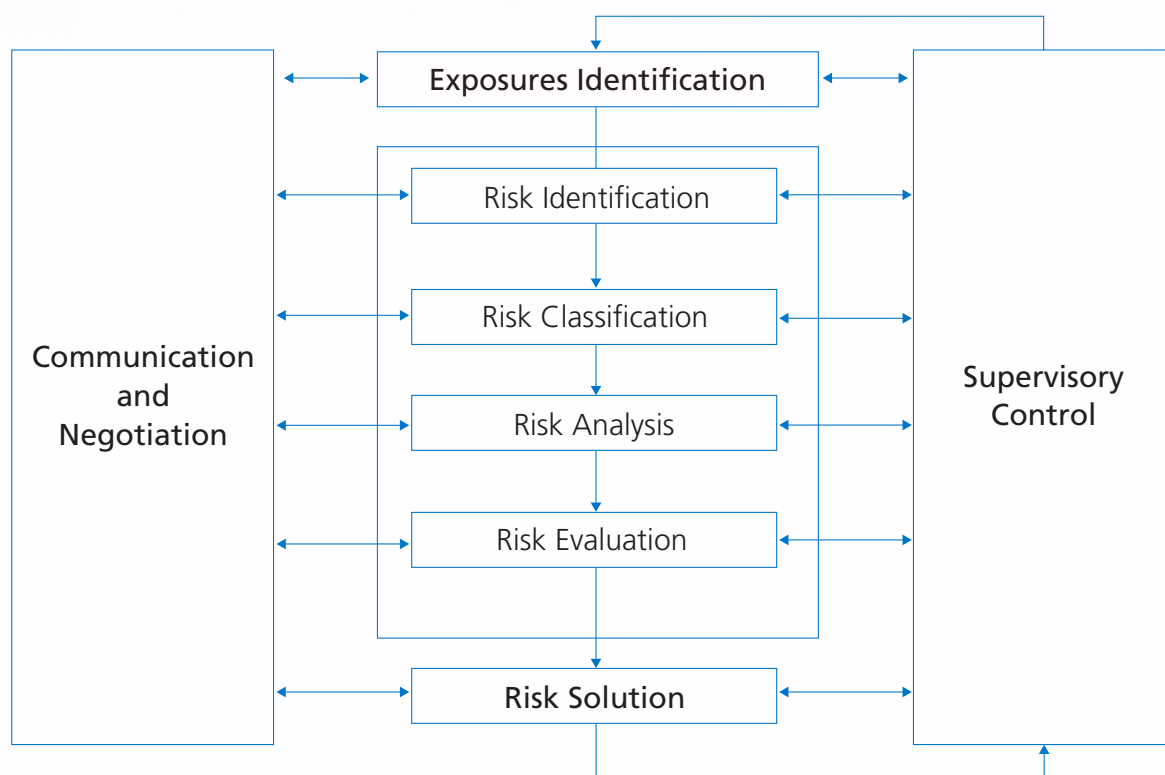 Exposures Identification
Risk Identification
Risk Classification
Communication
and
Negotiation
Supervisory
Control
Risk Analysis
Risk Evaluation
Risk Solution